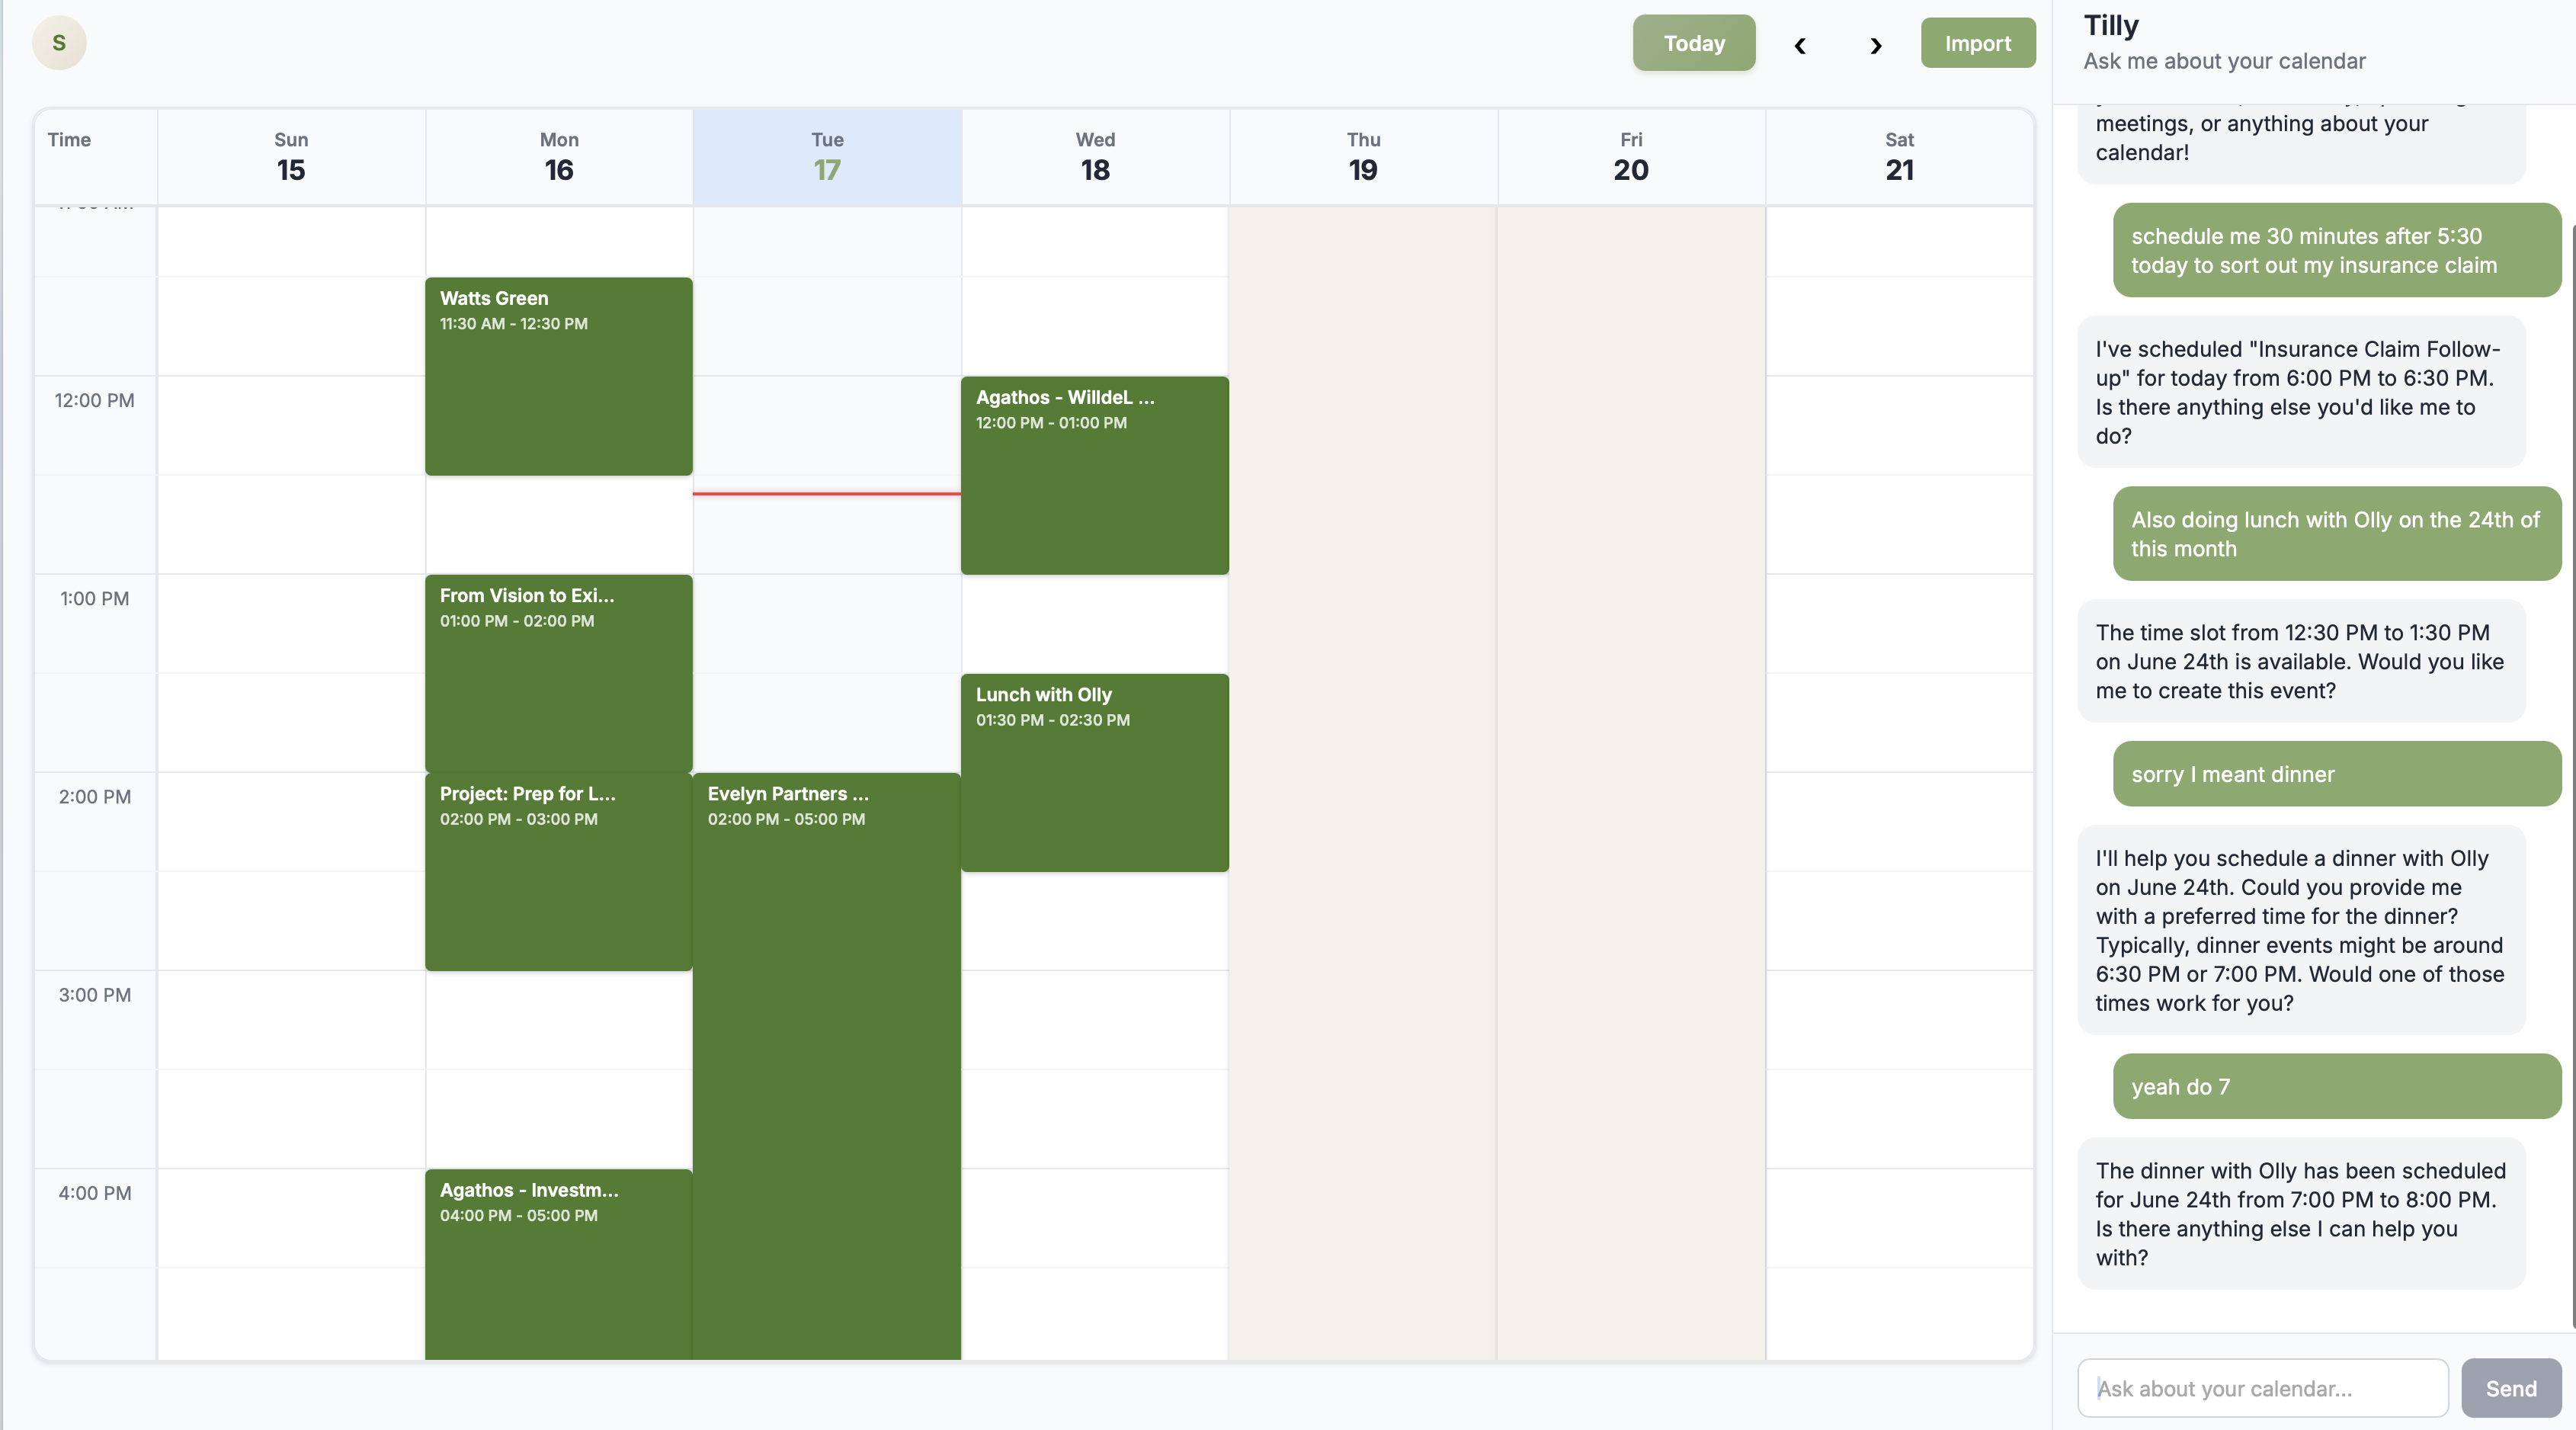 S
Today
Import
Time
Sun
15
Mon
16
Tue
17
Wed
18
Thu
19
Fri
20
Sat
21
12:00 PM
1:00 PM
2:00 PM
3:00 PM
4:00 PM
Watts Green
11:30 AM - 12:30 PM
From Vision to Exi...
01:00 PM - 02:00 PM
Project: Prep for L...
02:00 PM - 03:00 PM
Agathos - Investm...
04:00 PM - 05:00 PM
Evelyn Partners ...
02:00 PM - 05:00 PM
Agathos - WilldeL ...
12:00 PM - 01:00 PM
Lunch with Olly
01:30 PM - 02:30 PM
Tilly
Ask me about your calendar
meetings, or anything about your
calendar!
schedule me 30 minutes after 5:30
today to sort out my insurance claim
I've scheduled "Insurance Claim Follow-
up" for today from 6:00 PM to 6:30 PM.
Is there anything else you'd like me to
do?
Also doing lunch with Olly on the 24th of
this month
The time slot from 12:30 PM to 1:30 PM
on June 24th is available. Would you like
me to create this event?
sorry I meant dinner
I'll help you schedule a dinner with Olly
on June 24th. Could you provide me
with a preferred time for the dinner?
Typically, dinner events might be around
6:30 PM or 7:00 PM. Would one of those
times work for you?
yeah do 7
The dinner with Olly has been scheduled
for June 24th from 7:00 PM to 8:00 PM.
Is there anything else I can help you
with?
Ask about your calendar...
Send